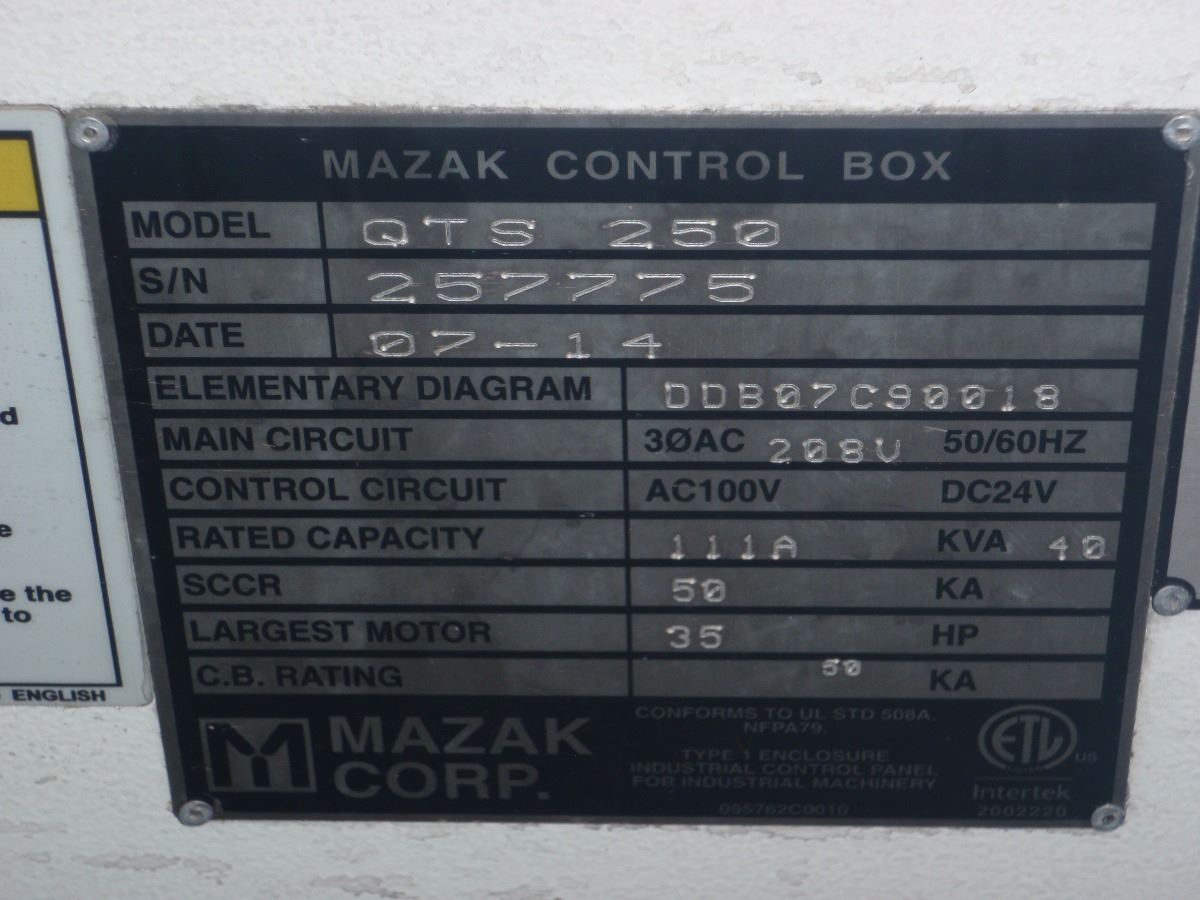 MAZAK CONTROL BOX
MODEL QTS 250
S/N 257775
DATE 07-14
ELEMENTARY DIAGRAM DDB07C90018
MAIN CIRCUIT 3ØAC 208V 50/60HZ
CONTROL CIRCUIT AC100V DC24V
RATED CAPACITY 111A KVA 40
SCCR 50 KA
LARGEST MOTOR 35 HP
C.B. RATING 50 KA
MAZAK
CORP.
CONFORMS TO UL STD 508A,
NFPA79.
TYPE 1 ENCLOSURE
INDUSTRIAL CONTROL PANEL
FOR INDUSTRIAL MACHINERY
055762C0010
ETL
US
Intertek
2002220
e the
to
ENGLISH